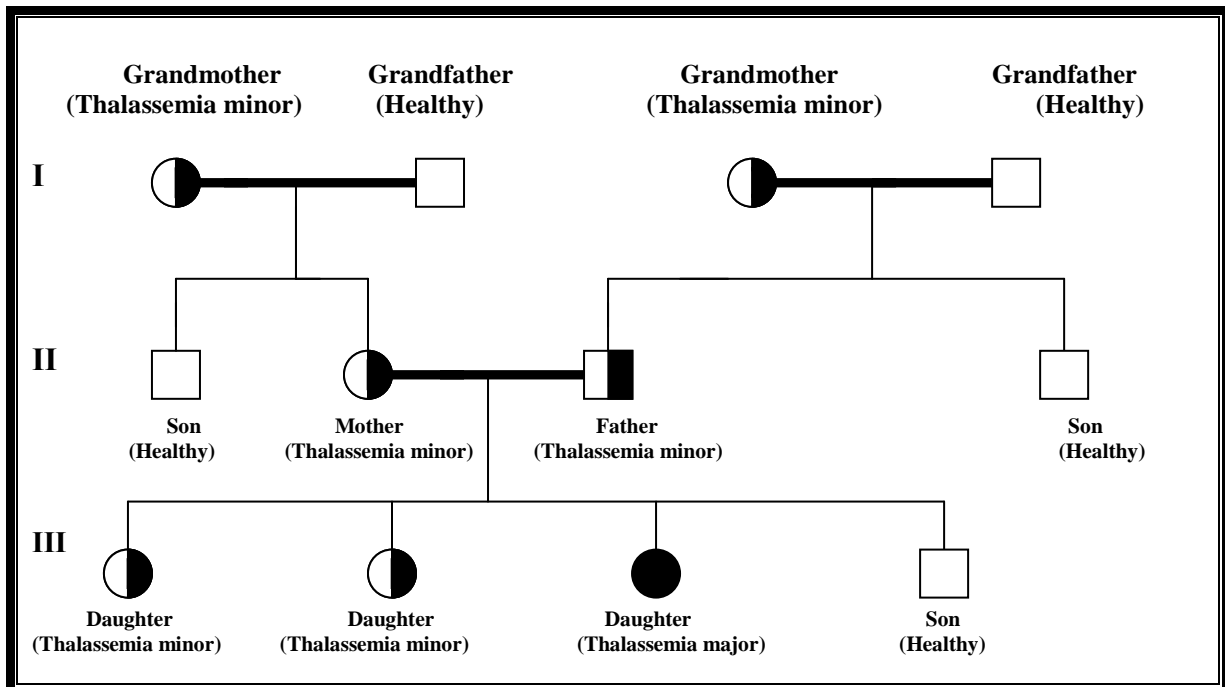 Grandmother Grandfather Grandmother Grandfather
(Thalassemia minor) (Healthy) (Thalassemia minor) (Healthy)
I
II
Son Mother Father Son
(Healthy) (Thalassemia minor) (Thalassemia minor) (Healthy)
III
Daughter Daughter Daughter Son
(Thalassemia minor) (Thalassemia minor) (Thalassemia major) (Healthy)